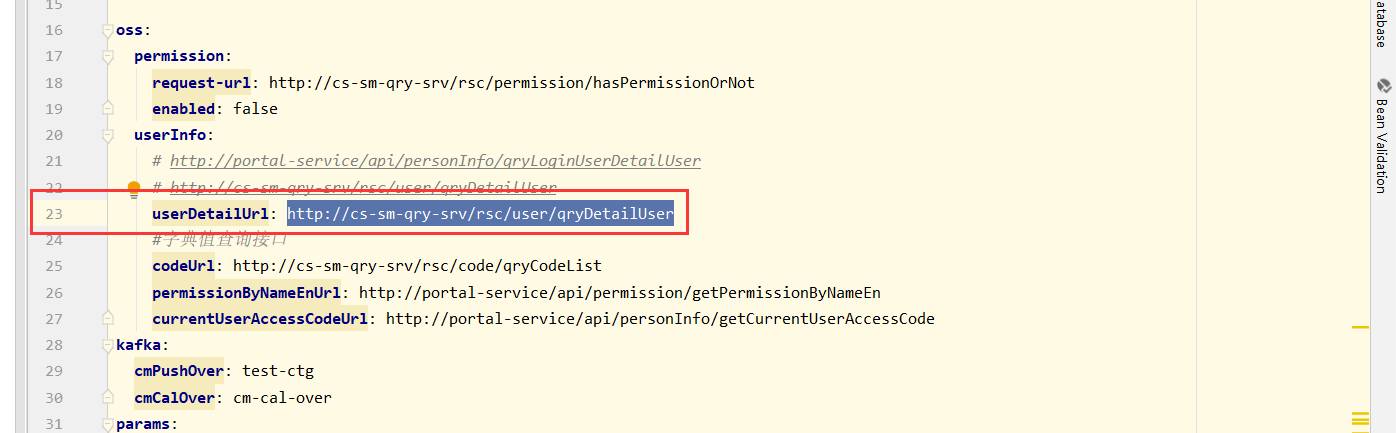 15
16 oss:
17 permission:
18 request-url: http://cs-sm-qry-srv/rsc/permission/hasPermissionOrNot
19 enabled: false
20 userInfo:
21 # http://portal-service/api/personInfo/qryLoginUserDetailUser
22 # http://cs-sm-qry-srv/rsc/user/qryDetailUser
23 userDetailUrl: http://cs-sm-qry-srv/rsc/user/qryDetailUser
24 #字典值查询接口
25 codeUrl: http://cs-sm-qry-srv/rsc/code/qryCodeList
26 permissionByNameEnUrl: http://portal-service/api/permission/getPermissionByNameEn
27 currentUserAccessCodeUrl: http://portal-service/api/personInfo/getCurrentUserAccessCode
28 kafka:
29 cmPushOver: test-ctg
30 cmCalOver: cm-cal-over
31 params:
atabase
Bean Validation